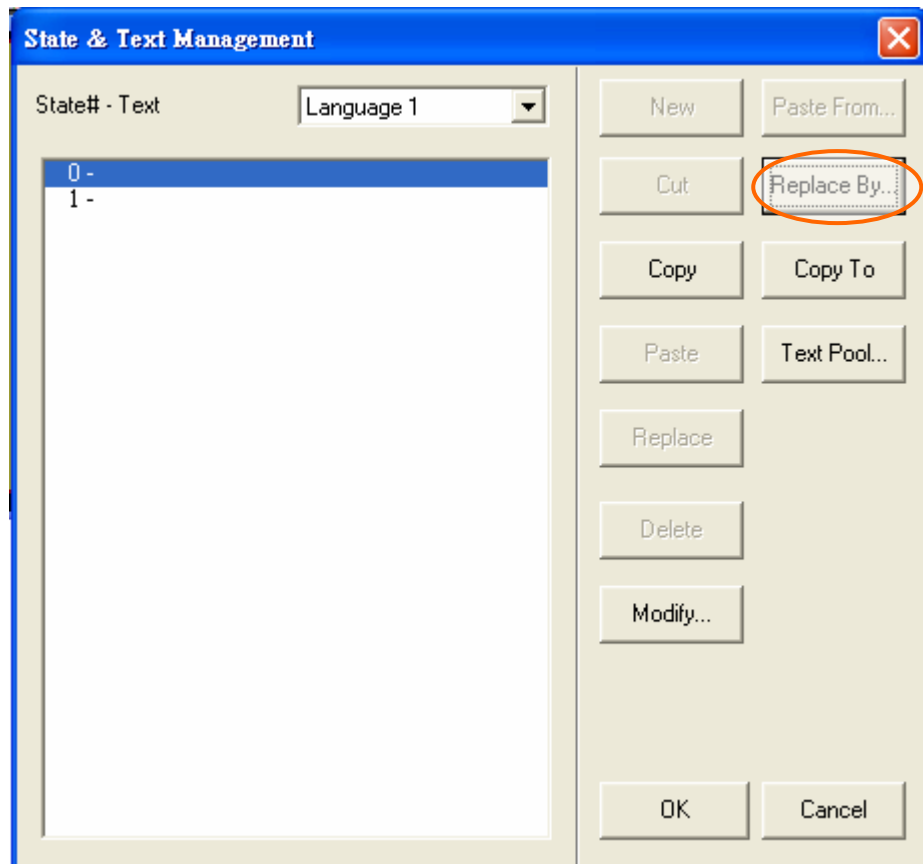 State & Text Management
State# - Text
Language 1
0 -
1 -
New
Paste From...
Cut
Replace By...
Copy
Copy To
Paste
Text Pool...
Replace
Delete
Modify...
OK
Cancel